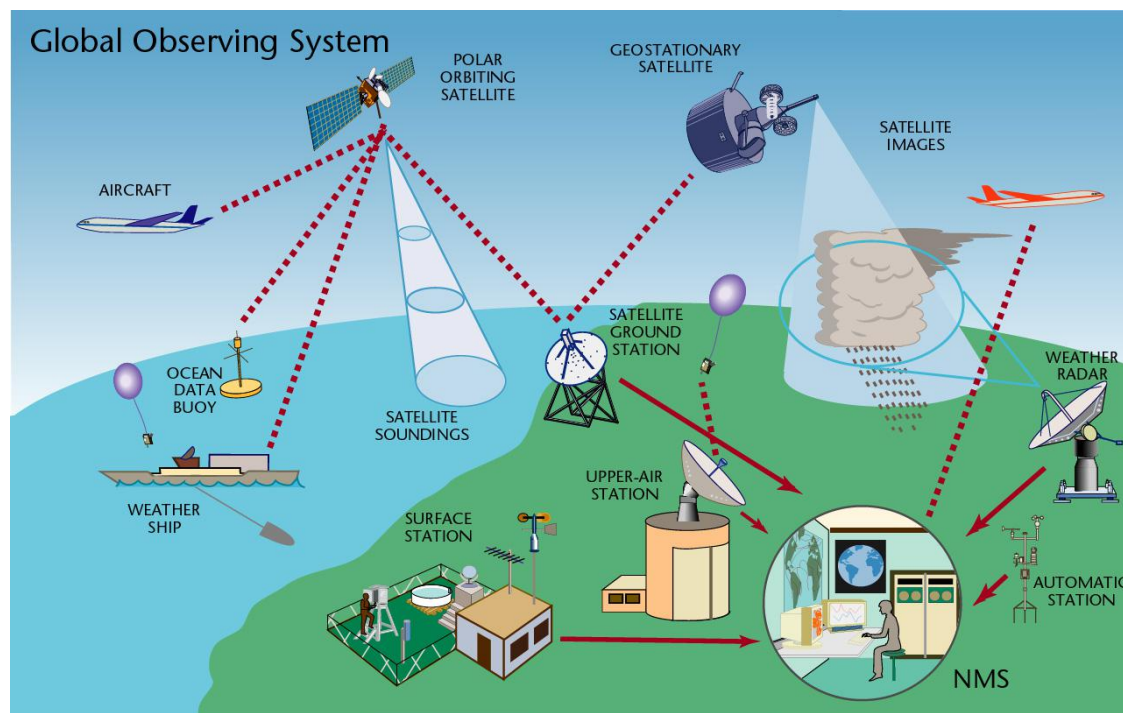 Global Observing System
POLAR
ORBITING
SATELLITE
GEOSTATIONARY
SATELLITE
SATELLITE
IMAGES
AIRCRAFT
OCEAN
DATA
BUOY
SATELLITE
SOUNDINGS
SATELLITE
GROUND
STATION
WEATHER
RADAR
WEATHER
SHIP
UPPER-AIR
STATION
SURFACE
STATION
AUTOMATIC
STATION
NMS